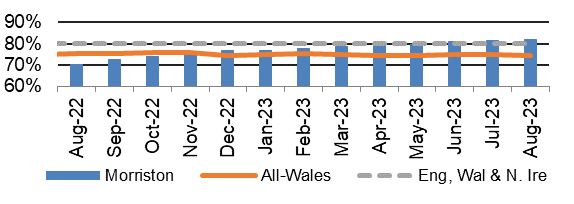 90%
80%
70%
60%
Aug-22
Sep-22
Oct-22
Nov-22
Dec-22
Jan-23
Feb-23
Mar-23
Apr-23
May-23
Jun-23
Jul-23
Aug-23
Morriston All-Wales Eng, Wal & N. Ire